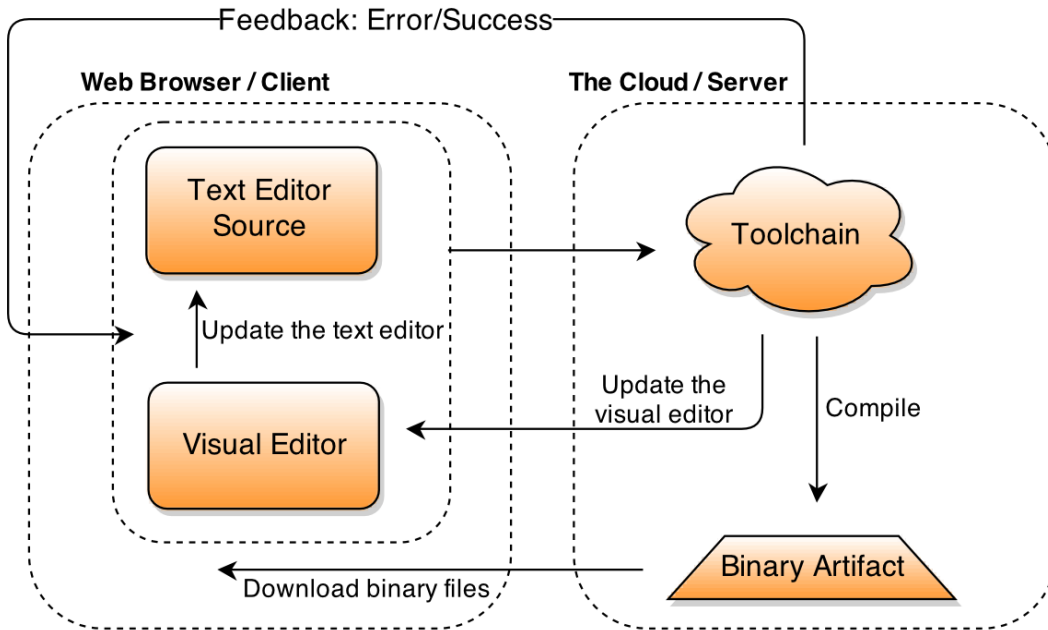 Feedback: Error/Success
Web Browser / Client
The Cloud / Server
Text Editor
Source
Toolchain
Update the text editor
Update the
visual editor
Compile
Visual Editor
Binary Artifact
Download binary files